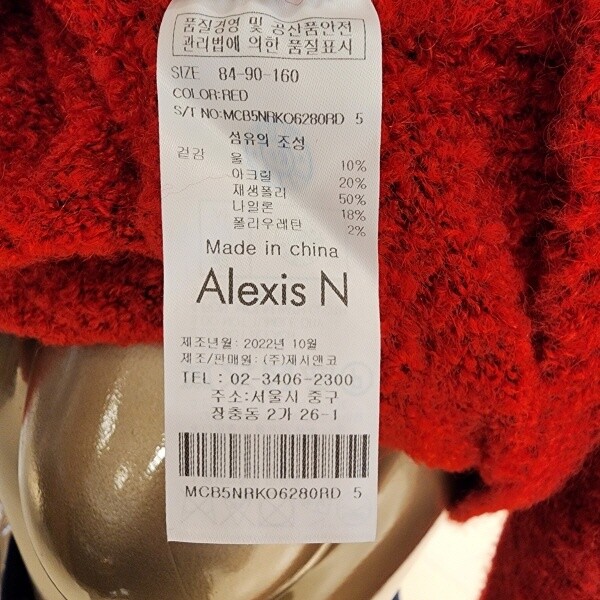 품질경영 및 공산품안전
관리법에 의한 품질표시
SIZE 84-90-160
COLOR:RED
S/T NO:MCB5NRKO6280RD 5
섬유의 조성
겉감 울 10%
아크릴 20%
재생폴리 50%
나일론 18%
폴리우레탄 2%
Made in china
Alexis N
제조년월: 2022년 10월
제조/판매원: (주)제시앤코
TEL : 02-3406-2300
주소:서울시 중구
장충동 2가 26-1
MCB5NRKO6280RD 5